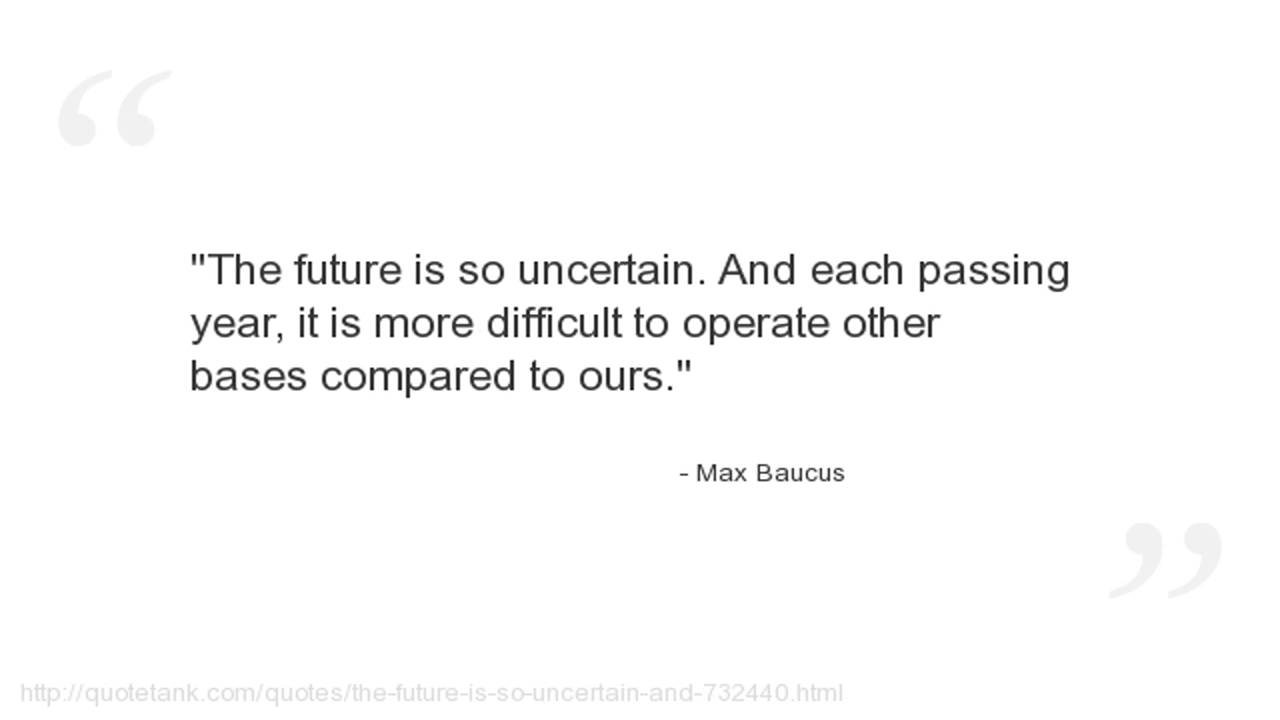 "The future is so uncertain. And each passing
year, it is more difficult to operate other
bases compared to ours."
- Max Baucus
http://quotetank.com/quotes/the-future-is-so-uncertain-and-732440.html